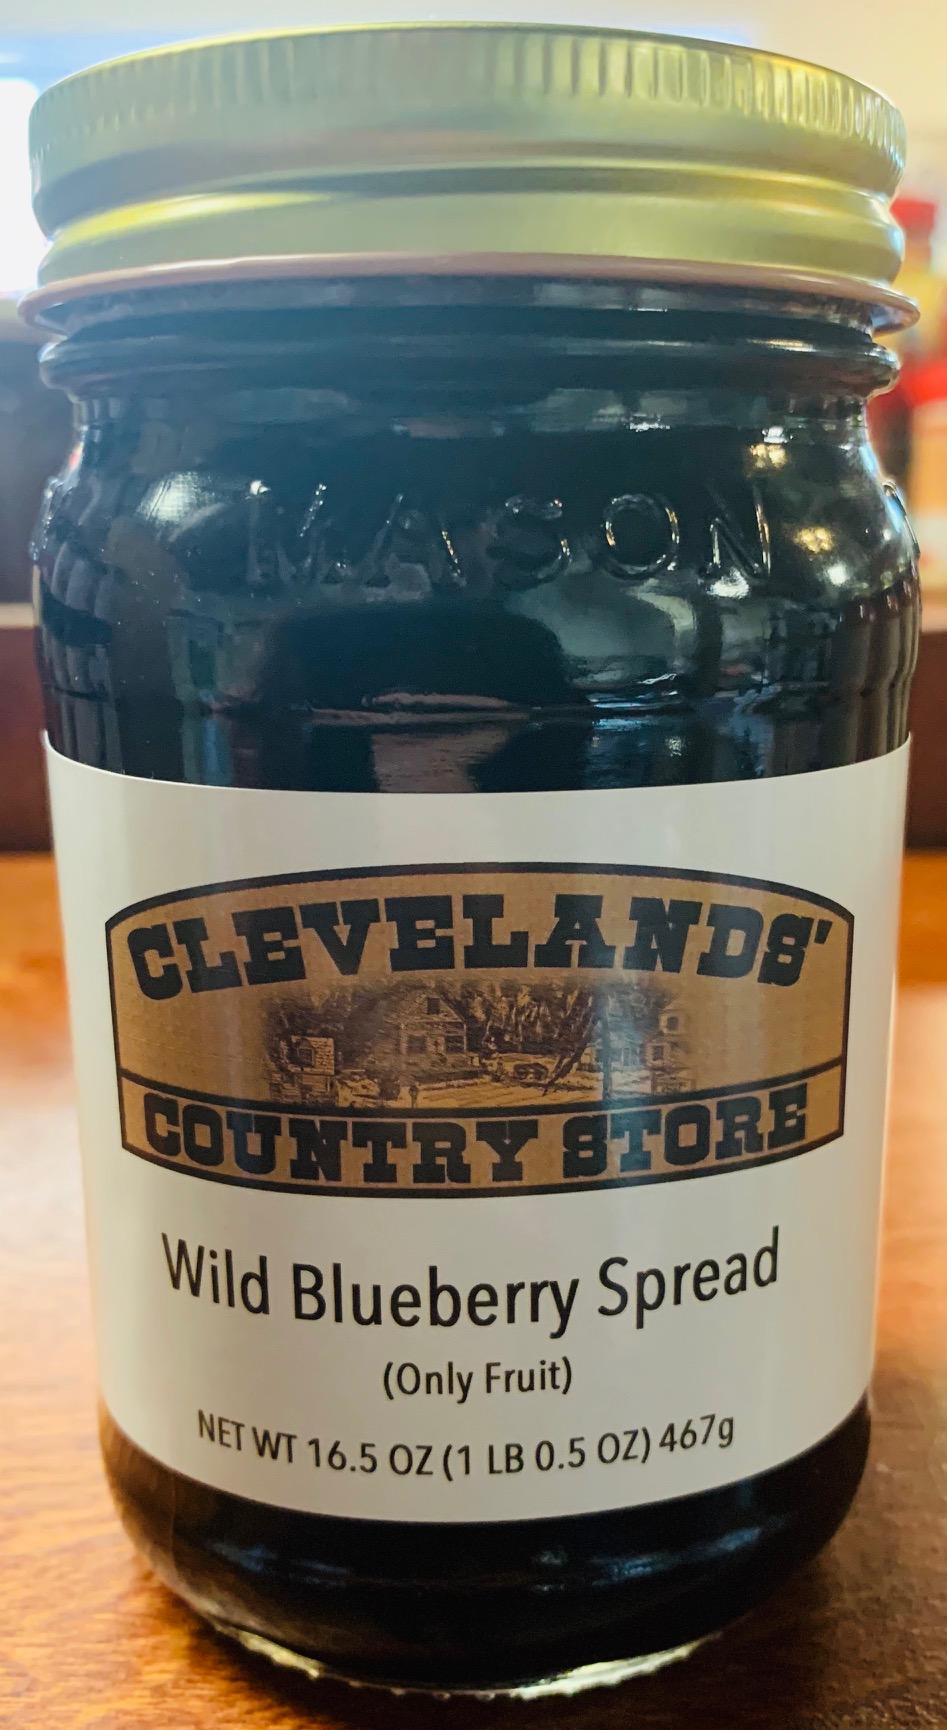 MASON
CLEVELANDS'
COUNTRY STORE
Wild Blueberry Spread
(Only Fruit)
NET WT 16.5 OZ (1 LB 0.5 OZ) 467g